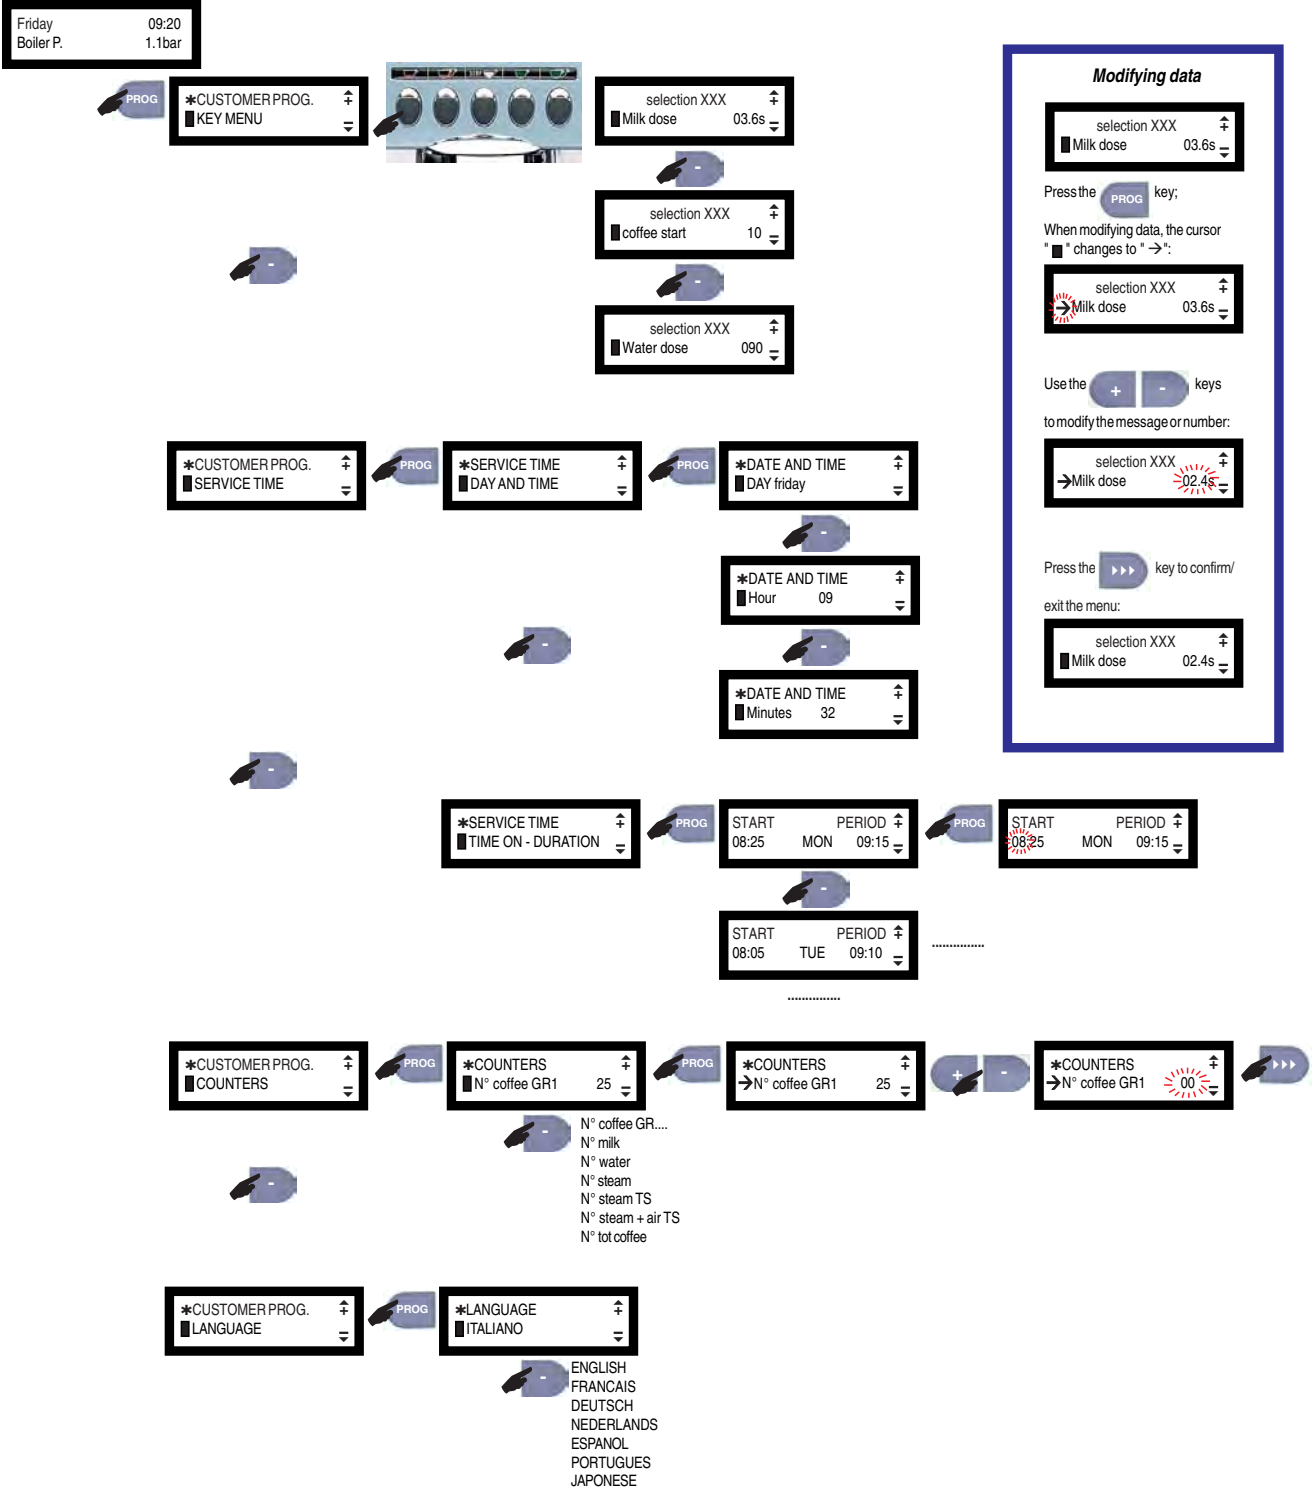 Friday 09:20
Boiler P. 1.1bar
PROG
✱CUSTOMER PROG.
KEY MENU
STOP
selection XXX
Milk dose 03.6s
-
selection XXX
coffee start 10
-
-
selection XXX
Water dose 090
✱CUSTOMER PROG.
SERVICE TIME
PROG
✱SERVICE TIME
DAY AND TIME
PROG
✱DATE AND TIME
DAY friday
-
✱DATE AND TIME
Hour 09
-
-
✱DATE AND TIME
Minutes 32
-
✱SERVICE TIME
TIME ON - DURATION
PROG
START PERIOD
08:25 MON 09:15
PROG
START PERIOD
08:25 MON 09:15
-
START PERIOD
08:05 TUE 09:10
...............
...............
✱CUSTOMER PROG.
COUNTERS
PROG
✱COUNTERS
N° coffee GR1 25
PROG
✱COUNTERS
→N° coffee GR1 25
+ -
✱COUNTERS
→N° coffee GR1 00
-
N° coffee GR....
N° milk
N° water
N° steam
N° steam TS
N° steam + air TS
N° tot coffee
-
✱CUSTOMER PROG.
LANGUAGE
PROG
✱LANGUAGE
ITALIANO
-
ENGLISH
FRANCAIS
DEUTSCH
NEDERLANDS
ESPANOL
PORTUGUES
JAPONESE
Modifying data
selection XXX
Milk dose 03.6s
Press the PROG key;
When modifying data, the cursor
" ■ " changes to " →":
selection XXX
→Milk dose 03.6s
Use the + - keys
to modify the message or number:
selection XXX
→Milk dose 02.4s
Press the key to confirm/
exit the menu:
selection XXX
Milk dose 02.4s